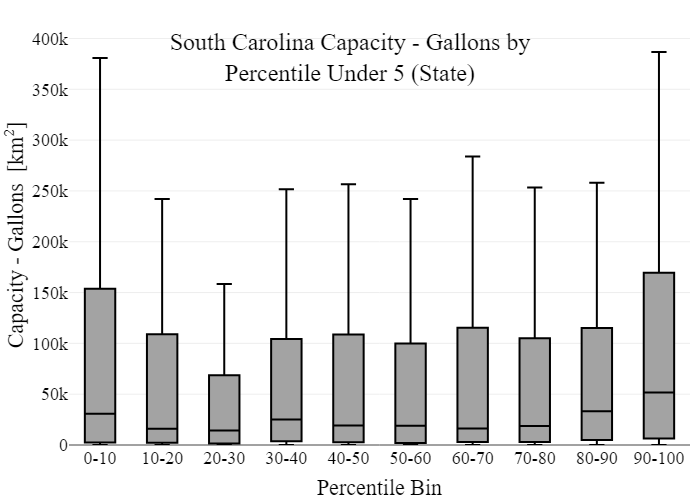 South Carolina Capacity - Gallons by
Percentile Under 5 (State)
Capacity - Gallons [km²]
400k
350k
300k
250k
200k
150k
100k
50k
0
0-10 10-20 20-30 30-40 40-50 50-60 60-70 70-80 80-90 90-100
Percentile Bin